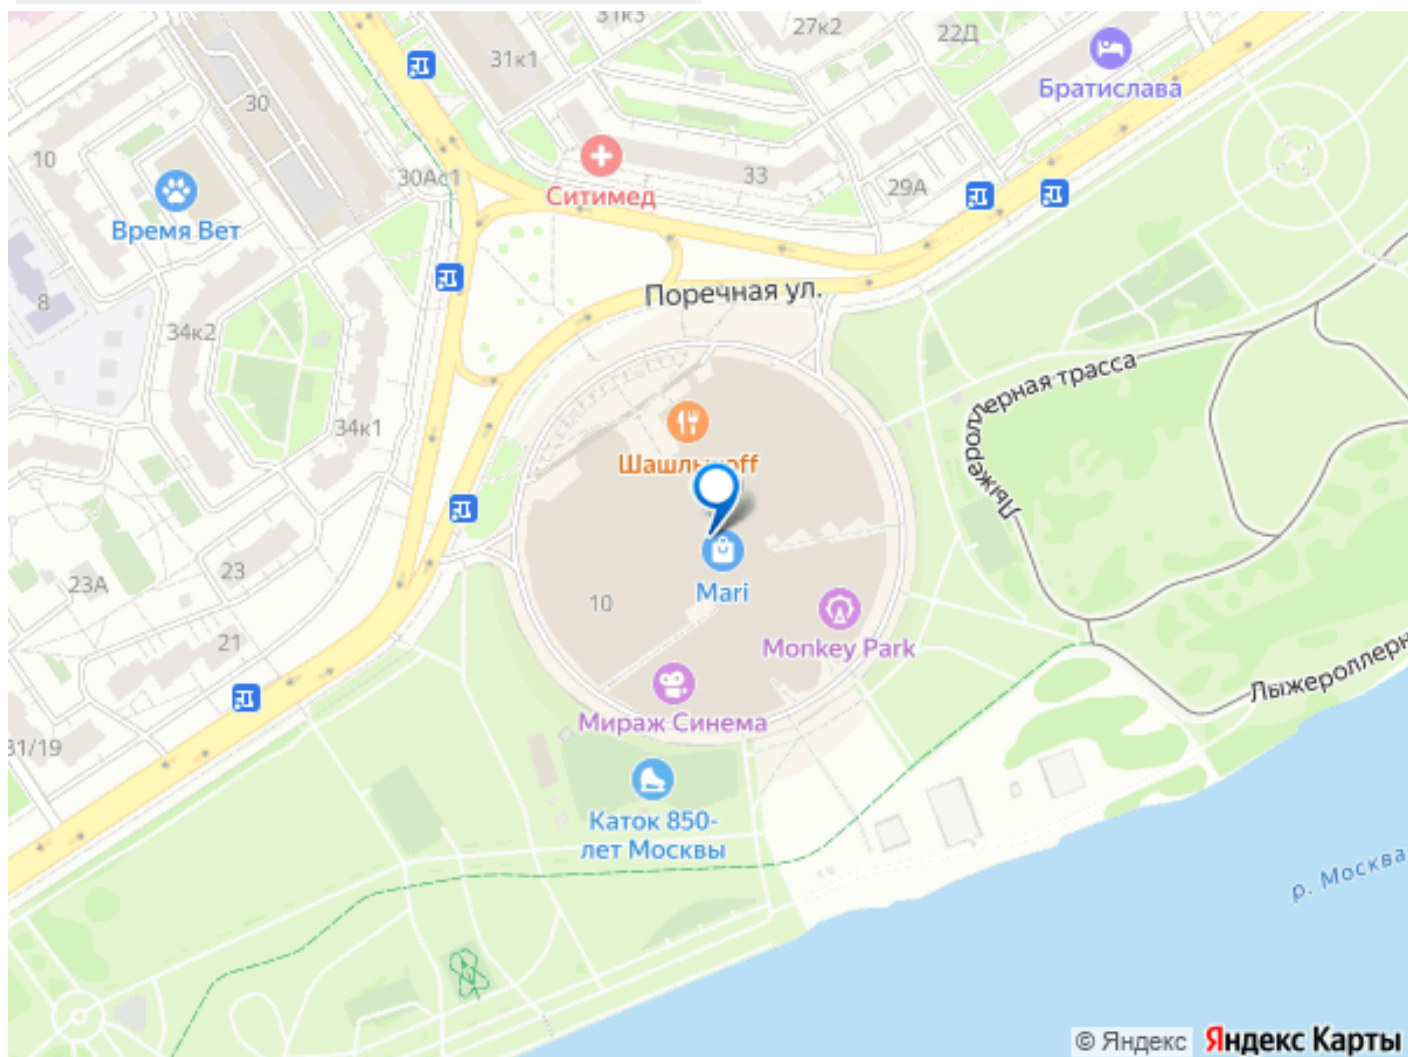 31к3
27к2
22Д
31к1
Братислава
30
10
30Ас1
33
29А
Ситимед
Время Вет
8
Поречная ул.
34к2
Лыжероллерная трасса
34к1
Шашлыкоff
23А
23
Mari
10
21
Monkey Park
Лыжероллерн
Мираж Синема
31/19
Каток 850-
лет Москвы
р. Москва
© Яндекс Яндекс Карты